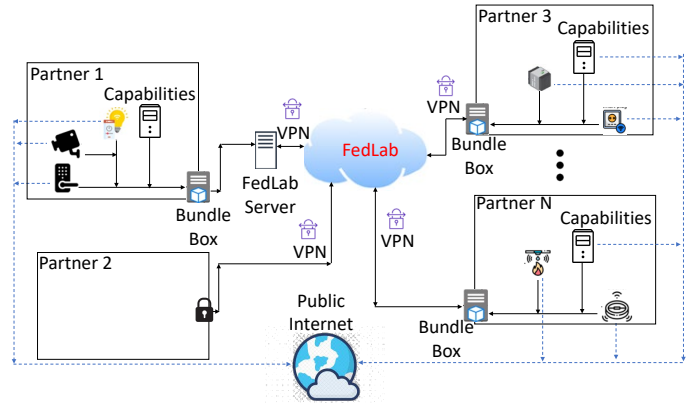 Partner 1
Capabilities
VPN
FedLab
Server
Bundle
Box
FedLab
Partner 2
VPN
Public
Internet
Partner 3
Capabilities
VPN
Bundle
Box
Partner N
Capabilities
VPN
Bundle
Box